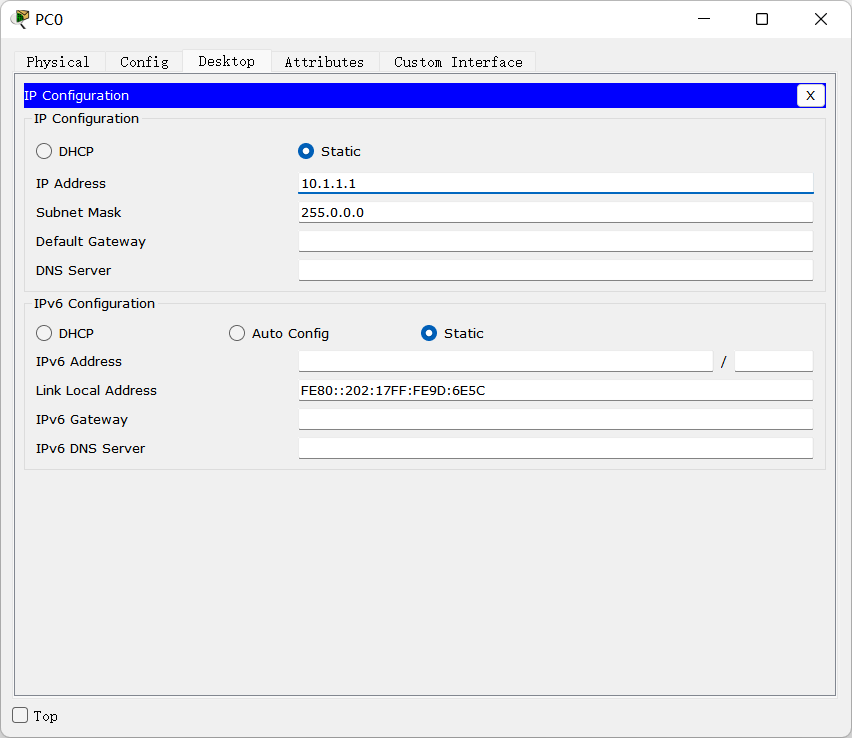 PC0
Physical Config Desktop Attributes Custom Interface
IP Configuration X
IP Configuration
DHCP Static
IP Address 10.1.1.1
Subnet Mask 255.0.0.0
Default Gateway
DNS Server
IPv6 Configuration
DHCP Auto Config Static
IPv6 Address /
Link Local Address FE80::202:17FF:FE9D:6E5C
IPv6 Gateway
IPv6 DNS Server
Top